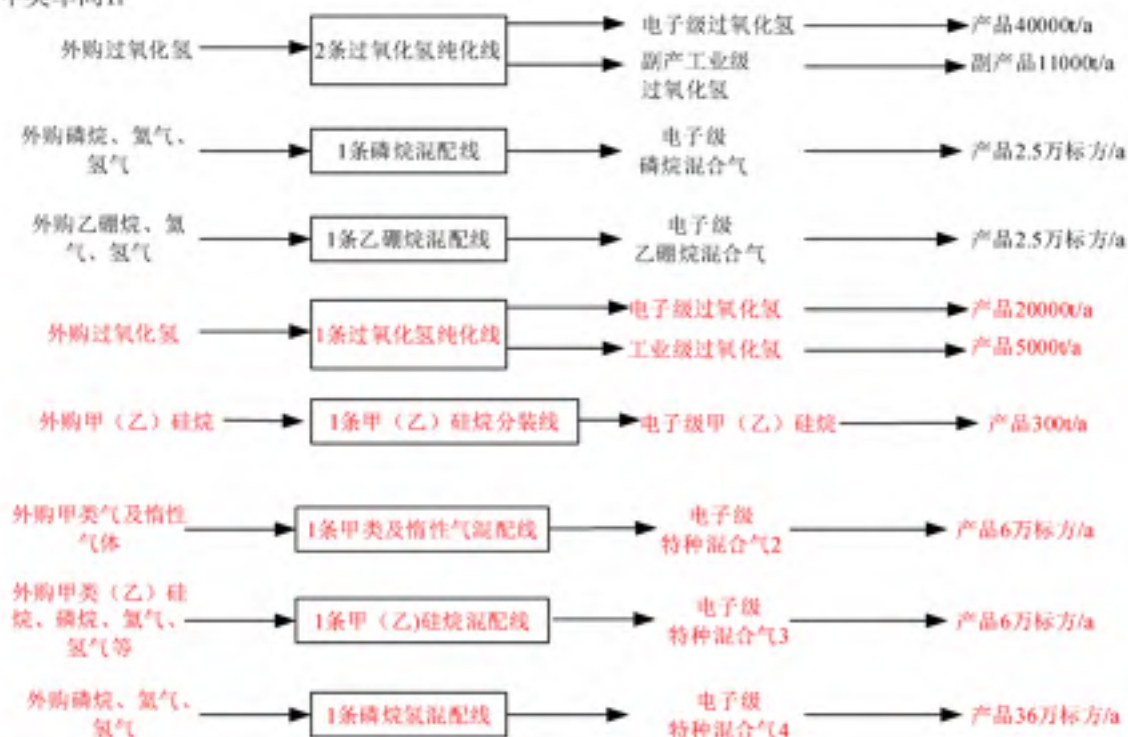 外购过氧化氢
2条过氧化氢纯化线
电子级过氧化氢
产品40000t/a
副产工业级
过氧化氢
副产品11000t/a
外购磷烷、氦气、
氢气
1条磷烷混配线
电子级
磷烷混合气
产品2.5万标方/a
外购乙硼烷、氦
气、氢气
1条乙硼烷混配线
电子级
乙硼烷混合气
产品2.5万标方/a
外购过氧化氢
1条过氧化氢纯化线
电子级过氧化氢
产品20000t/a
工业级过氧化氢
产品5000t/a
外购甲（乙）硅烷
1条甲（乙）硅烷分装线
电子级甲（乙）硅烷
产品300t/a
外购甲类气及惰性
气体
1条甲类及惰性气混配线
电子级
特种混合气2
产品6万标方/a
外购甲类（乙）硅
烷、磷烷、氦气、
氢气等
1条甲（乙)硅烷混配线
电子级
特种混合气3
产品6万标方/a
外购磷烷、氦气、
氢气
1条磷烷氢混配线
电子级
特种混合气4
产品36万标方/a